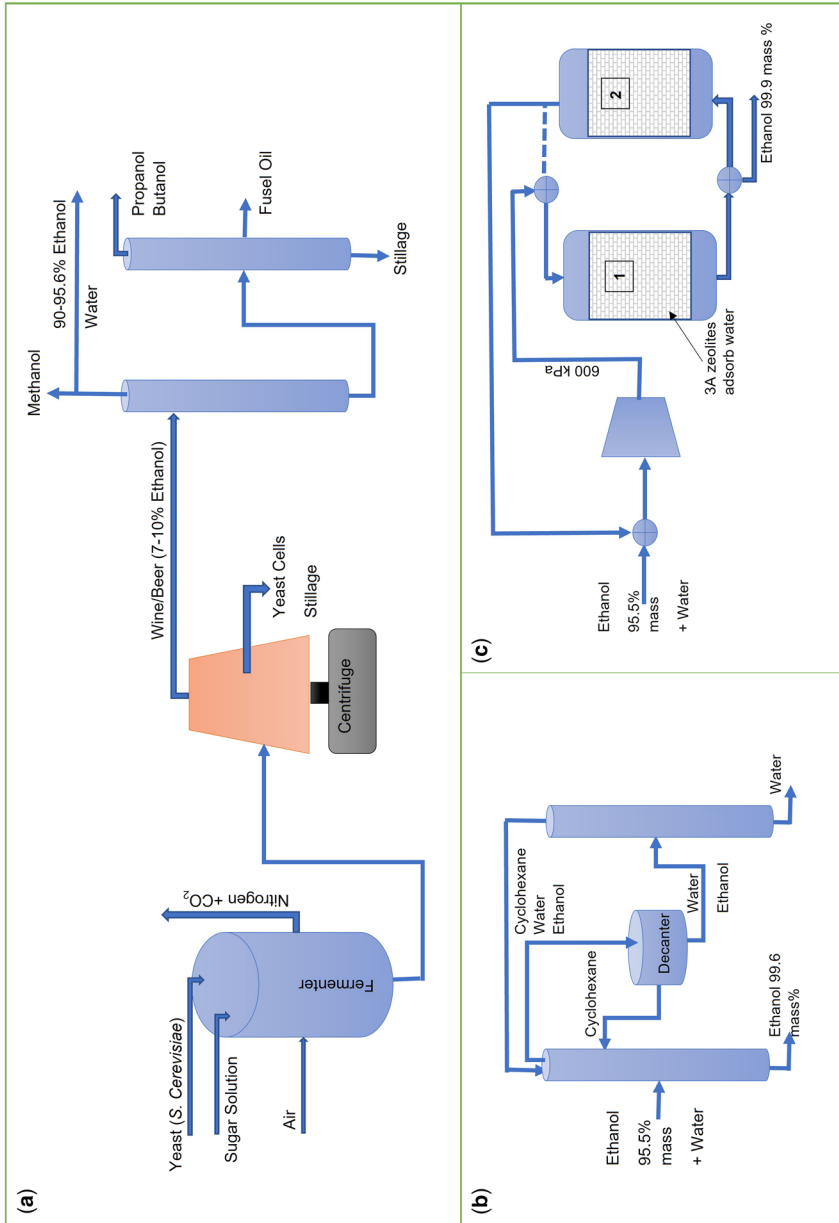 (a)
Yeast (S. Cerevisiae)
Sugar Solution
Air
Nitrogen +CO₂
Fermenter
Centrifuge
Yeast Cells
Stillage
Wine/Beer (7-10% Ethanol)
Methanol
90-95.6% Ethanol
Water
Propanol
Butanol
Fusel Oil
Stillage
(b)
Ethanol
95.5%
mass
+ Water
Cyclohexane
Cyclohexane
Water
Ethanol
Decanter
Water
Ethanol
Ethanol 99.6
mass%
Water
(c)
Ethanol
95.5%
mass
+ Water
600 kPa
3A zeolites
adsorb water
1
2
Ethanol 99.9 mass %